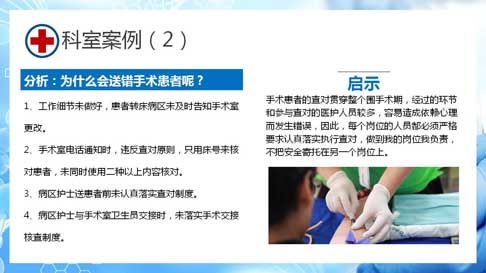 科室案例（2）
分析：为什么会送错手术患者呢？
1、工作细节未做好，患者转床病区未及时告知手术室
更改。
2、手术室电话通知时，违反查对原则，只用床号来核
对患者，未同时使用二种以上内容核对。
3、病区护士送患者前未认真落实查对制度。
4、病区护士与手术室卫生员交接时，未落实手术交接
核查制度。
启示
手术患者的查对贯穿整个围手术期，经过的环节
和参与查对的医护人员较多，容易造成依赖心理
而发生错误，因此，每个岗位的人员都必须严格
要求认真落实执行查对，做到我的岗位我负责，
不把安全寄托在另一个岗位上。